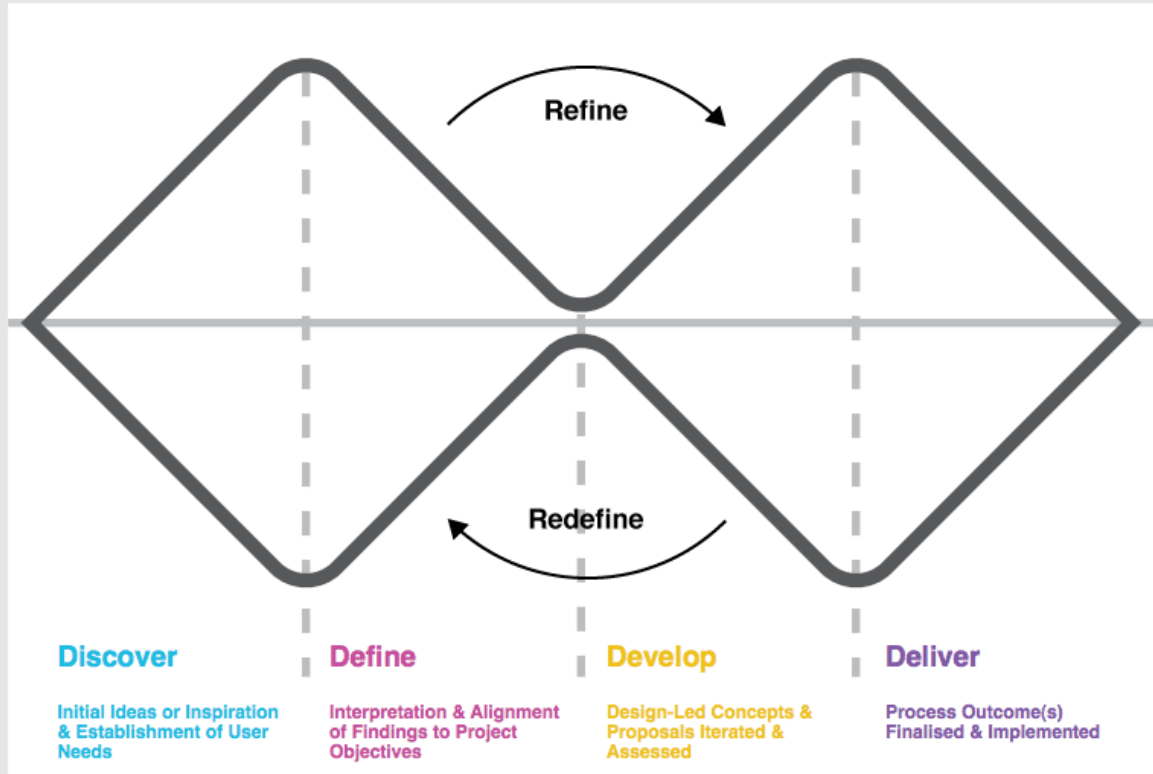 Refine
Redefine
Discover
Initial Ideas or Inspiration
& Establishment of User
Needs
Define
Interpretation & Alignment
of Findings to Project
Objectives
Develop
Design-Led Concepts &
Proposals Iterated &
Assessed
Deliver
Process Outcome(s)
Finalised & Implemented